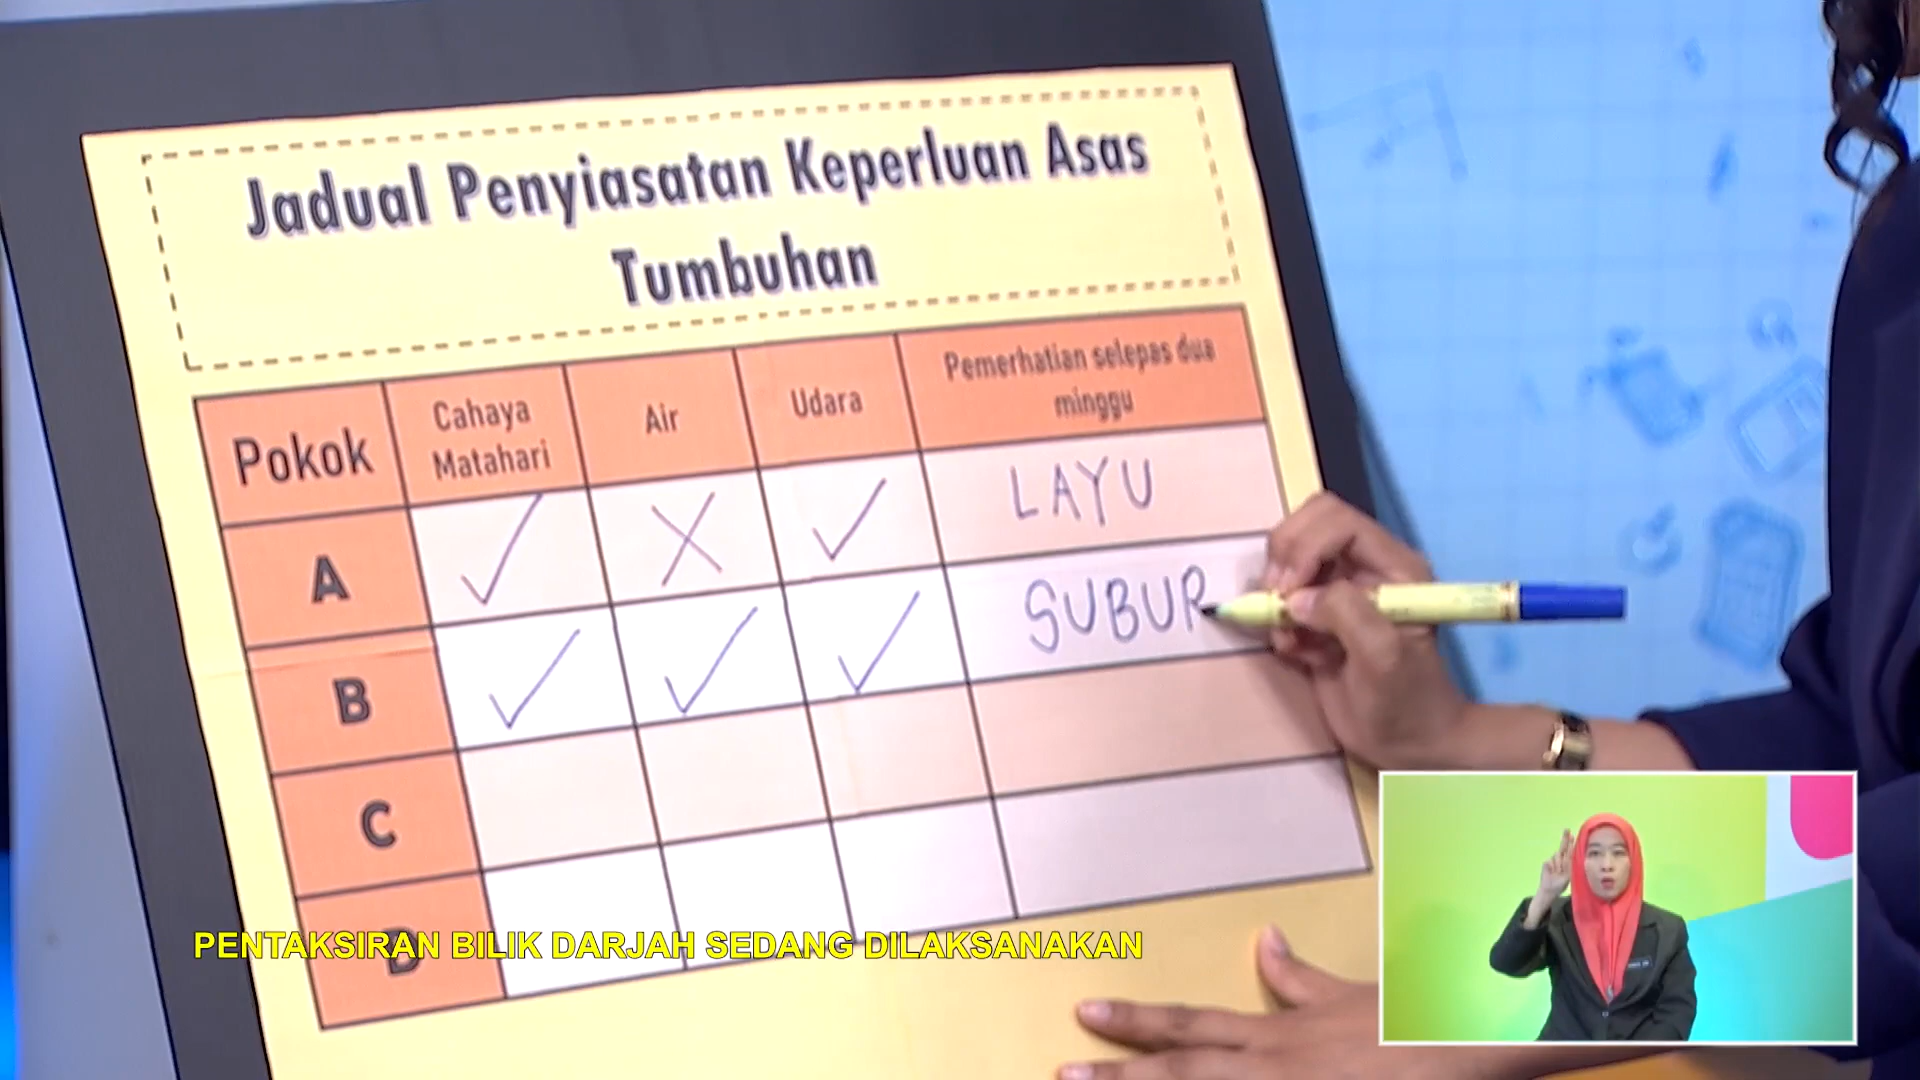 Jadual Penyiasatan Keperluan Asas
Tumbuhan
Pokok
Cahaya
Matahari
Air
Udara
Pemerhatian selepas dua
minggu
A ✓ X ✓ LAYU
B ✓ ✓ ✓ SUBUR
C
D
PENTAKSIRAN BILIK DARJAH SEDANG DILAKSANAKAN